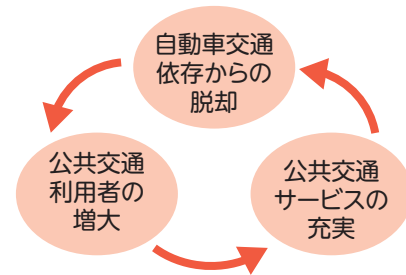 自動車交通
依存からの
脱却
公共交通
利用者の
増大
公共交通
サービスの
充実